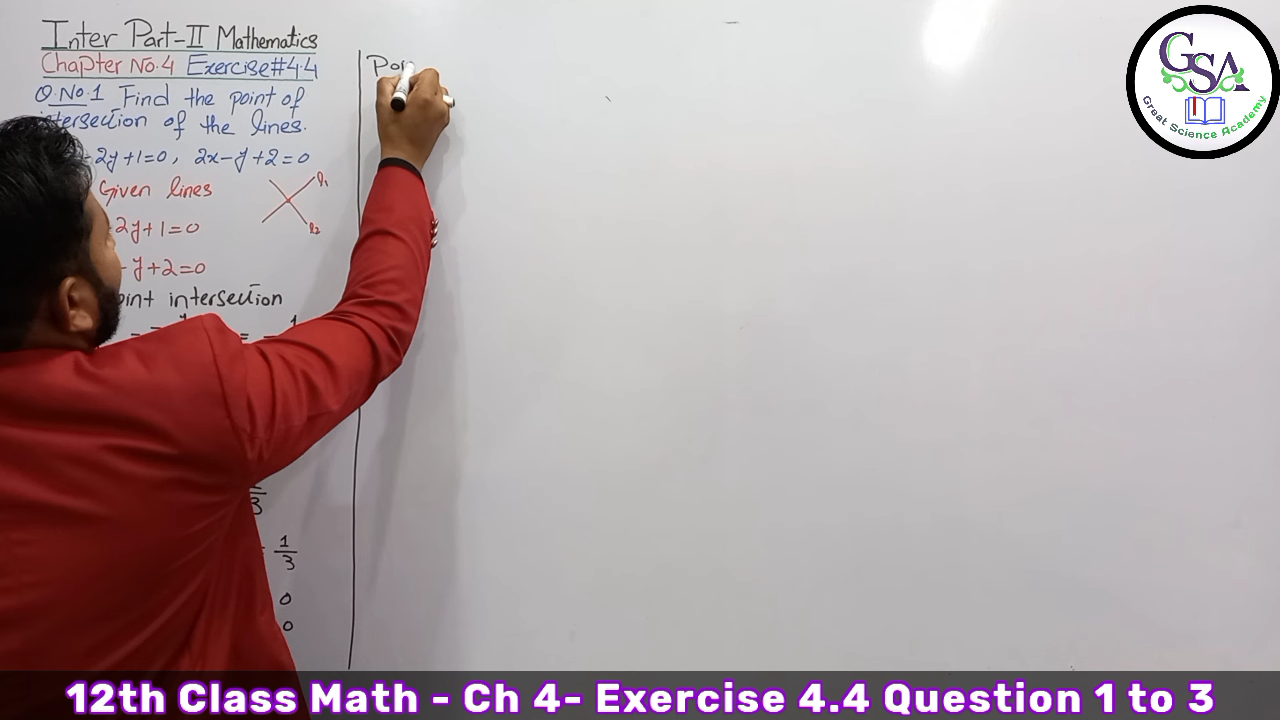 Inter Part-II Mathematics
Chapter No.4 Exercise#4.4
Q.No.1 Find the point of
intersection of the lines.
-2y+1=0, 2x-y+2=0
Given lines
2y+1=0
-y+2=0
oint intersection
l₁
l₂
= =
1
1
3
0
0
Poi
GSA
Great Science Academy
12th Class Math - Ch 4- Exercise 4.4 Question 1 to 3